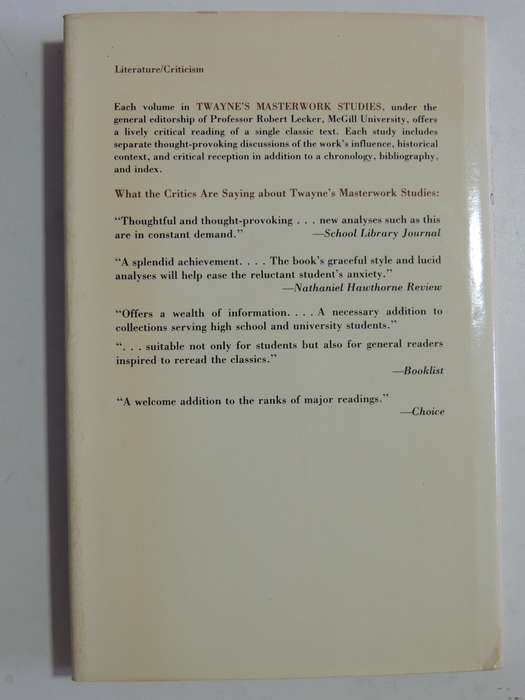 Literature/Criticism
Each volume in TWAYNE'S MASTERWORK STUDIES, under the
general editorship of Professor Robert Lecker, McGill University, offers
a lively critical reading of a single classic text. Each study includes
separate thought-provoking discussions of the work's influence, historical
context, and critical reception in addition to a chronology, bibliography,
and index.
What the Critics Are Saying about Twayne's Masterwork Studies:
"Thoughtful and thought-provoking . . . new analyses such as this
are in constant demand." —School Library Journal
"A splendid achievement. . . . The book's graceful style and lucid
analyses will help ease the reluctant student's anxiety."
—Nathaniel Hawthorne Review
"Offers a wealth of information. . . . A necessary addition to
collections serving high school and university students."
". . . suitable not only for students but also for general readers
inspired to reread the classics."
—Booklist
"A welcome addition to the ranks of major readings."
—Choice